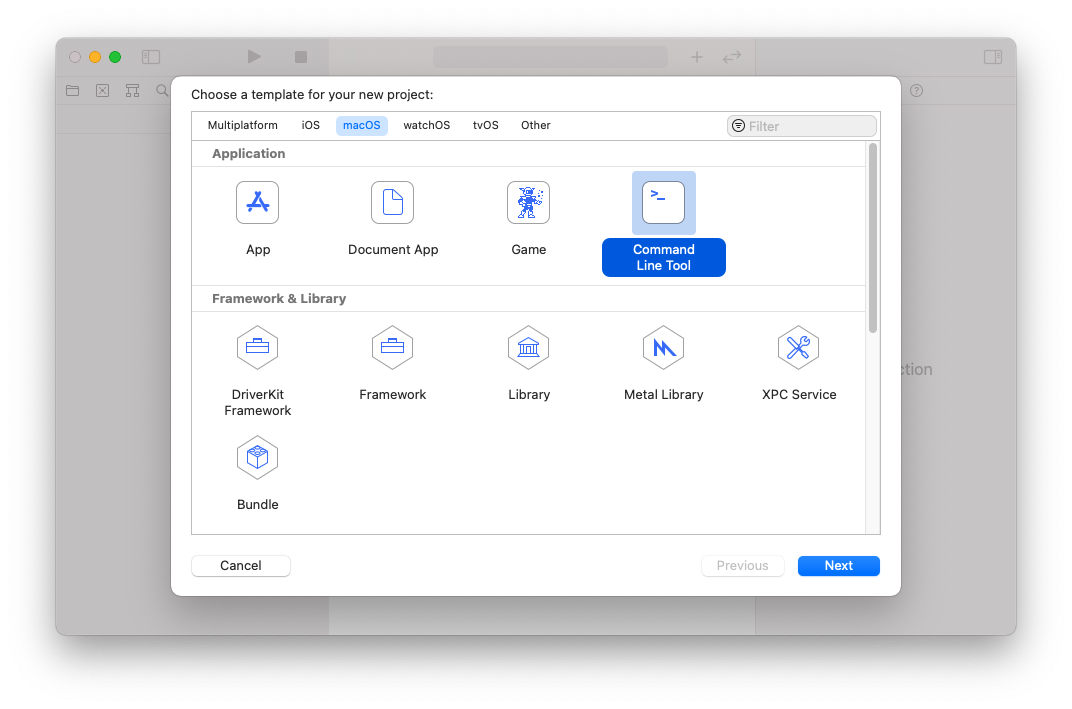 Choose a template for your new project:
Multiplatform iOS macOS watchOS tvOS Other Filter
Application
>_
App Document App Game Command
Line Tool
Framework & Library
ction
DriverKit Framework Library Metal Library XPC Service
Framework
Bundle
Cancel Previous Next